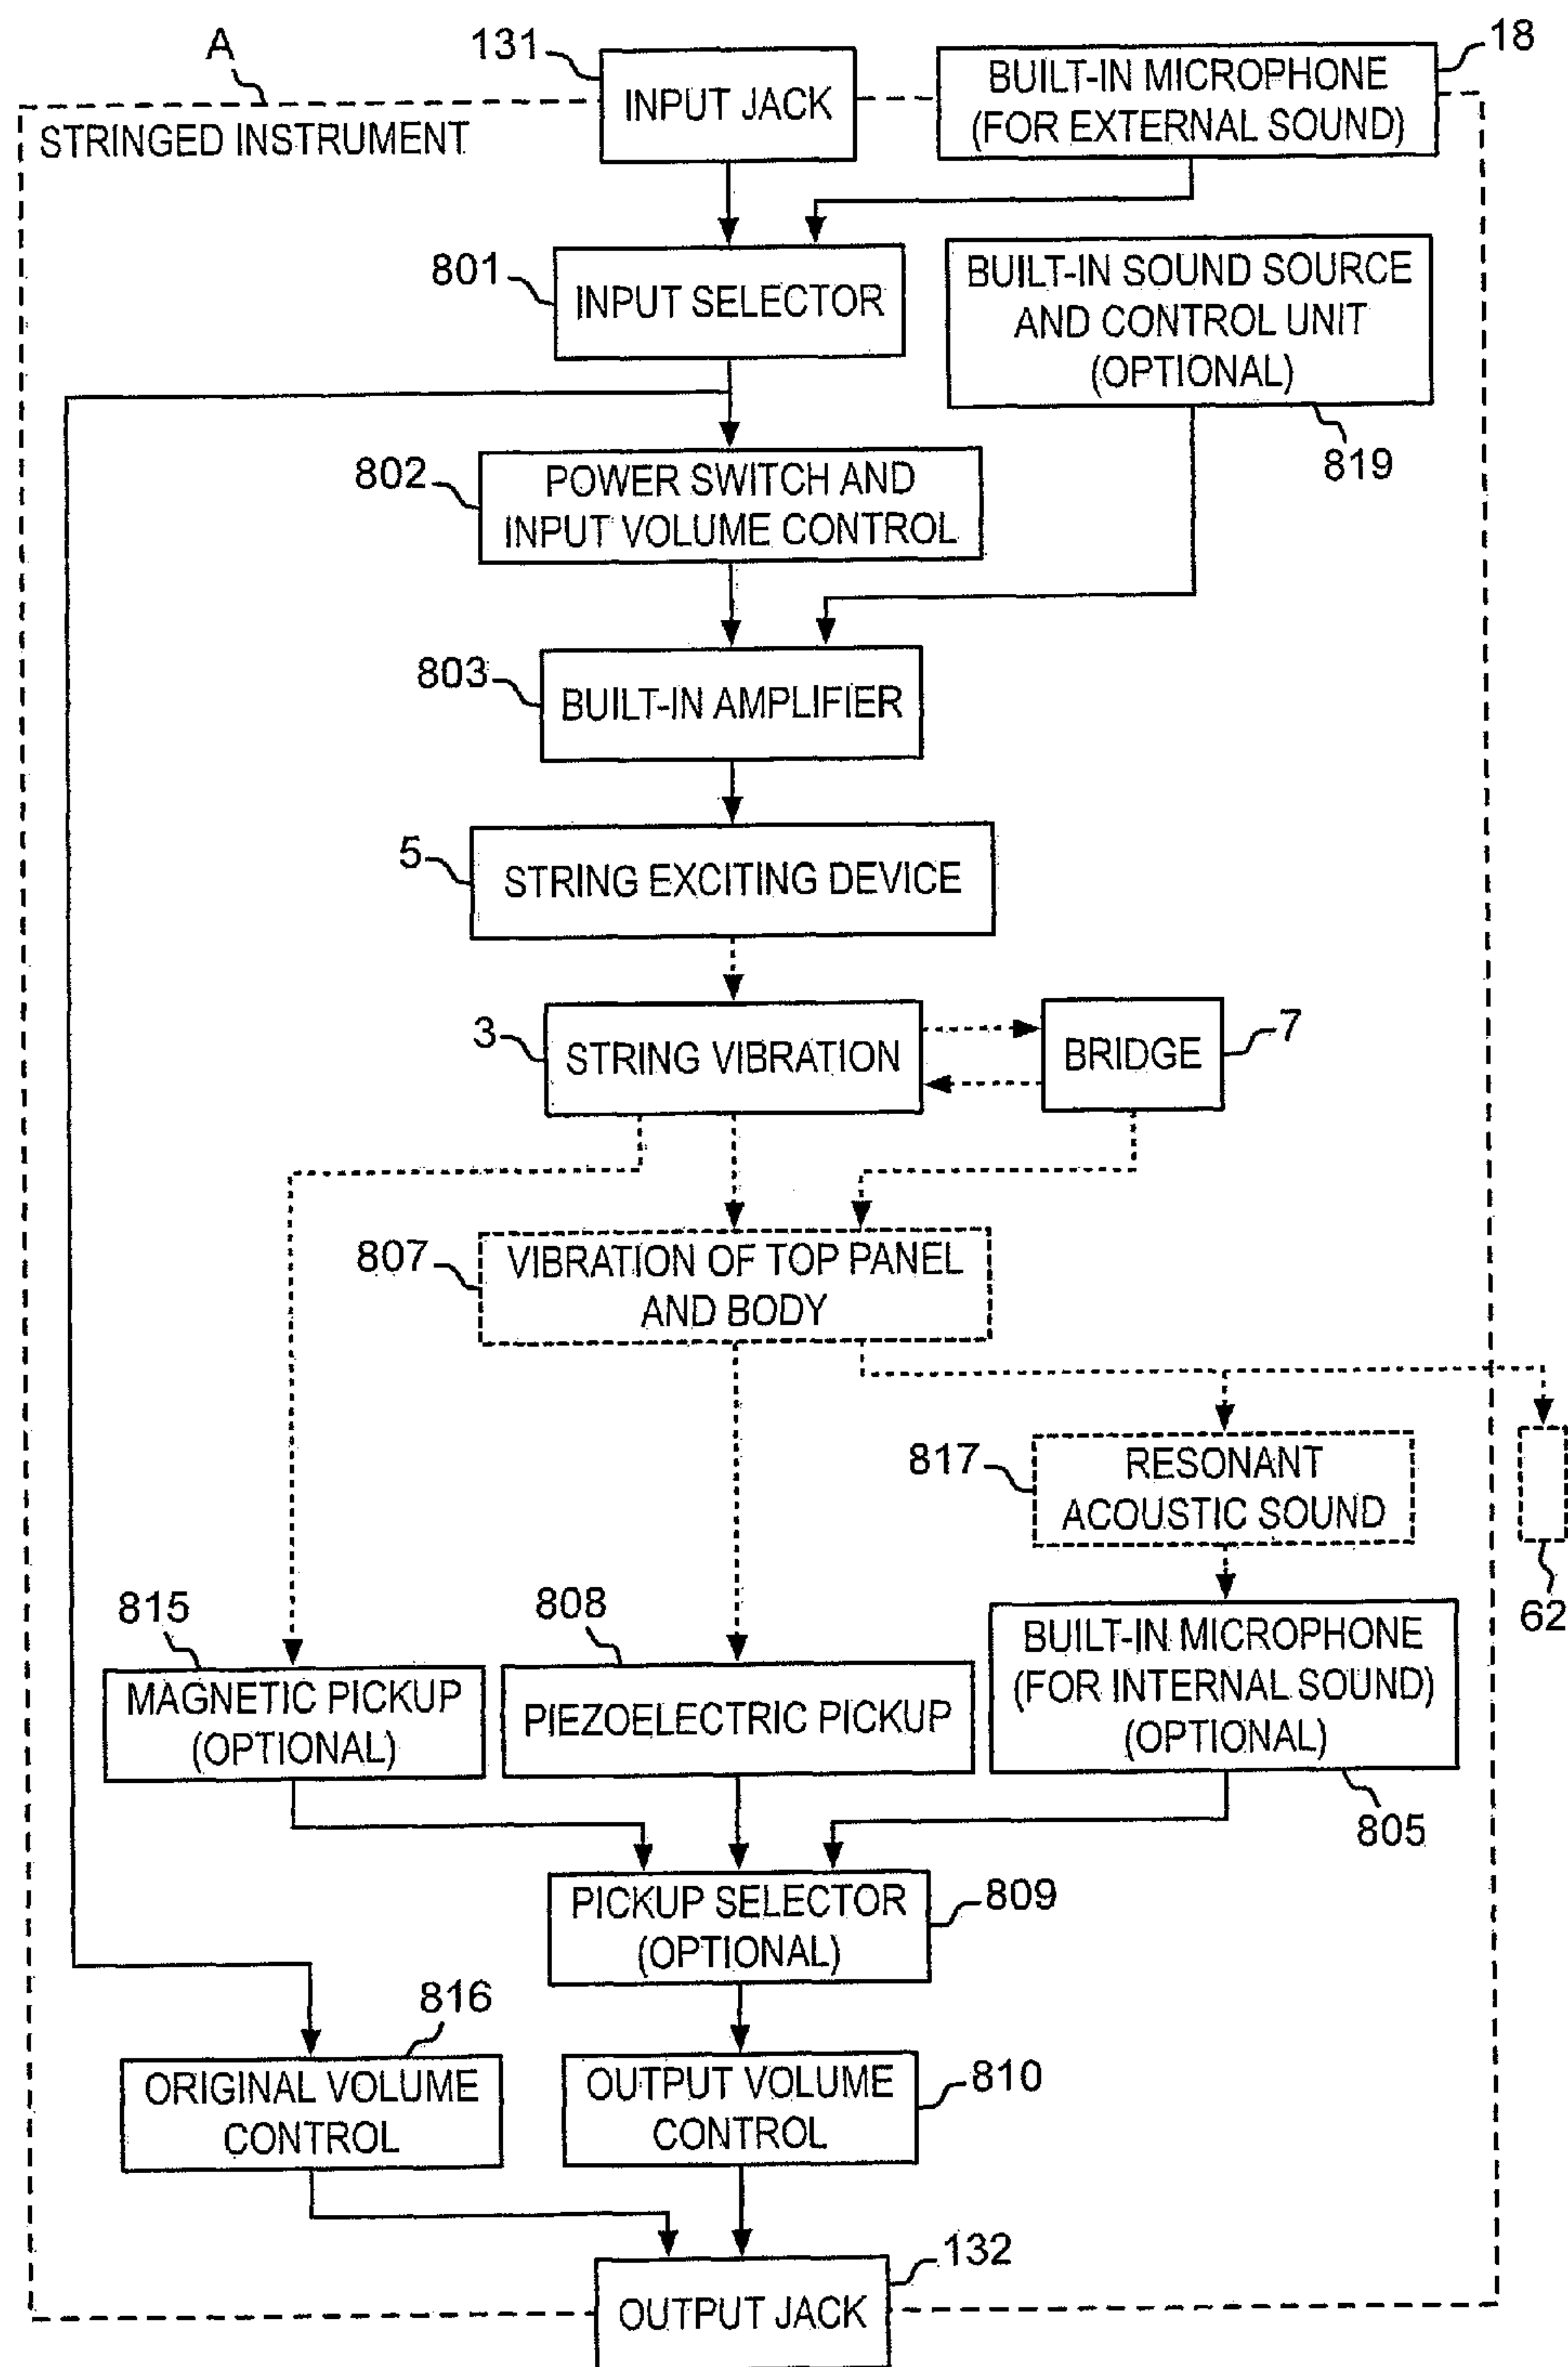 A
131
18
INPUT JACK
BUILT-IN MICROPHONE
(FOR EXTERNAL SOUND)
STRINGED INSTRUMENT
801
INPUT SELECTOR
BUILT-IN SOUND SOURCE
AND CONTROL UNIT
(OPTIONAL)
819
802
POWER SWITCH AND
INPUT VOLUME CONTROL
803
BUILT-IN AMPLIFIER
5
STRING EXCITING DEVICE
3
STRING VIBRATION
BRIDGE
7
807
VIBRATION OF TOP PANEL
AND BODY
817
RESONANT
ACOUSTIC SOUND
62
815
MAGNETIC PICKUP
(OPTIONAL)
808
PIEZOELECTRIC PICKUP
BUILT-IN MICROPHONE
(FOR INTERNAL SOUND)
(OPTIONAL)
805
PICKUP SELECTOR
(OPTIONAL)
809
816
ORIGINAL VOLUME
CONTROL
OUTPUT VOLUME
CONTROL
810
132
OUTPUT JACK